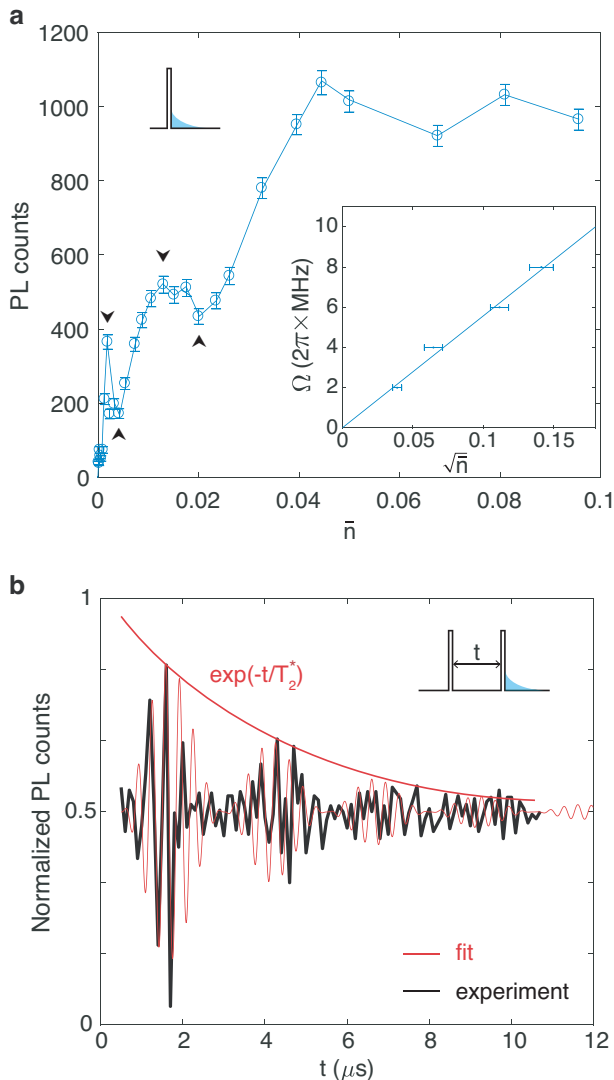 a
1200
1000
800
600
400
200
0
PL counts
0
0.02
0.04
0.06
0.08
0.1
n̄
10
8
6
4
2
0
Ω (2π×MHz)
0
0.05
0.1
0.15
√n̄
b
1
0.5
0
Normalized PL counts
exp(-t/T₂*)
t
fit
experiment
0
2
4
6
8
10
12
t (μs)